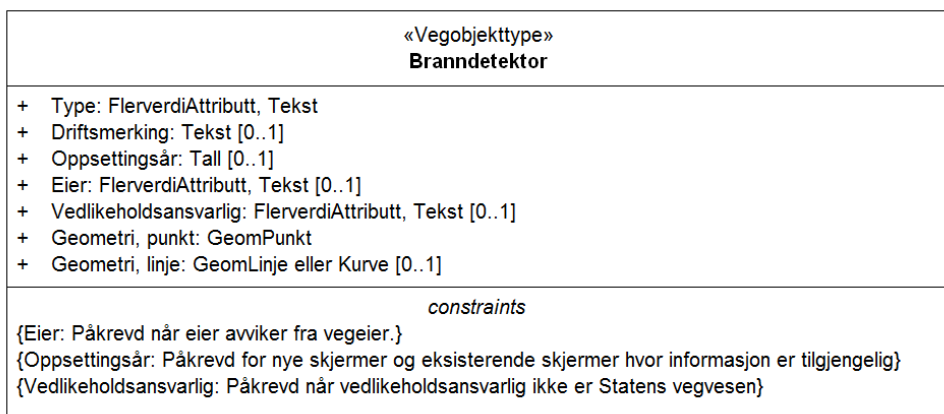 «Vegobjekttype»
Branndetektor
+ Type: FlerverdiAttributt, Tekst
+ Driftsmerking: Tekst [0..1]
+ Oppsettingsår: Tall [0..1]
+ Eier: FlerverdiAttributt, Tekst [0..1]
+ Vedlikeholdsansvarlig: FlerverdiAttributt, Tekst [0..1]
+ Geometri, punkt: GeomPunkt
+ Geometri, linje: GeomLinje eller Kurve [0..1]
constraints
{Eier: Påkrevd når eier avviker fra vegeier.}
{Oppsettingsår: Påkrevd for nye skjermer og eksisterende skjermer hvor informasjon er tilgjengelig}
{Vedlikeholdsansvarlig: Påkrevd når vedlikeholdsansvarlig ikke er Statens vegvesen}